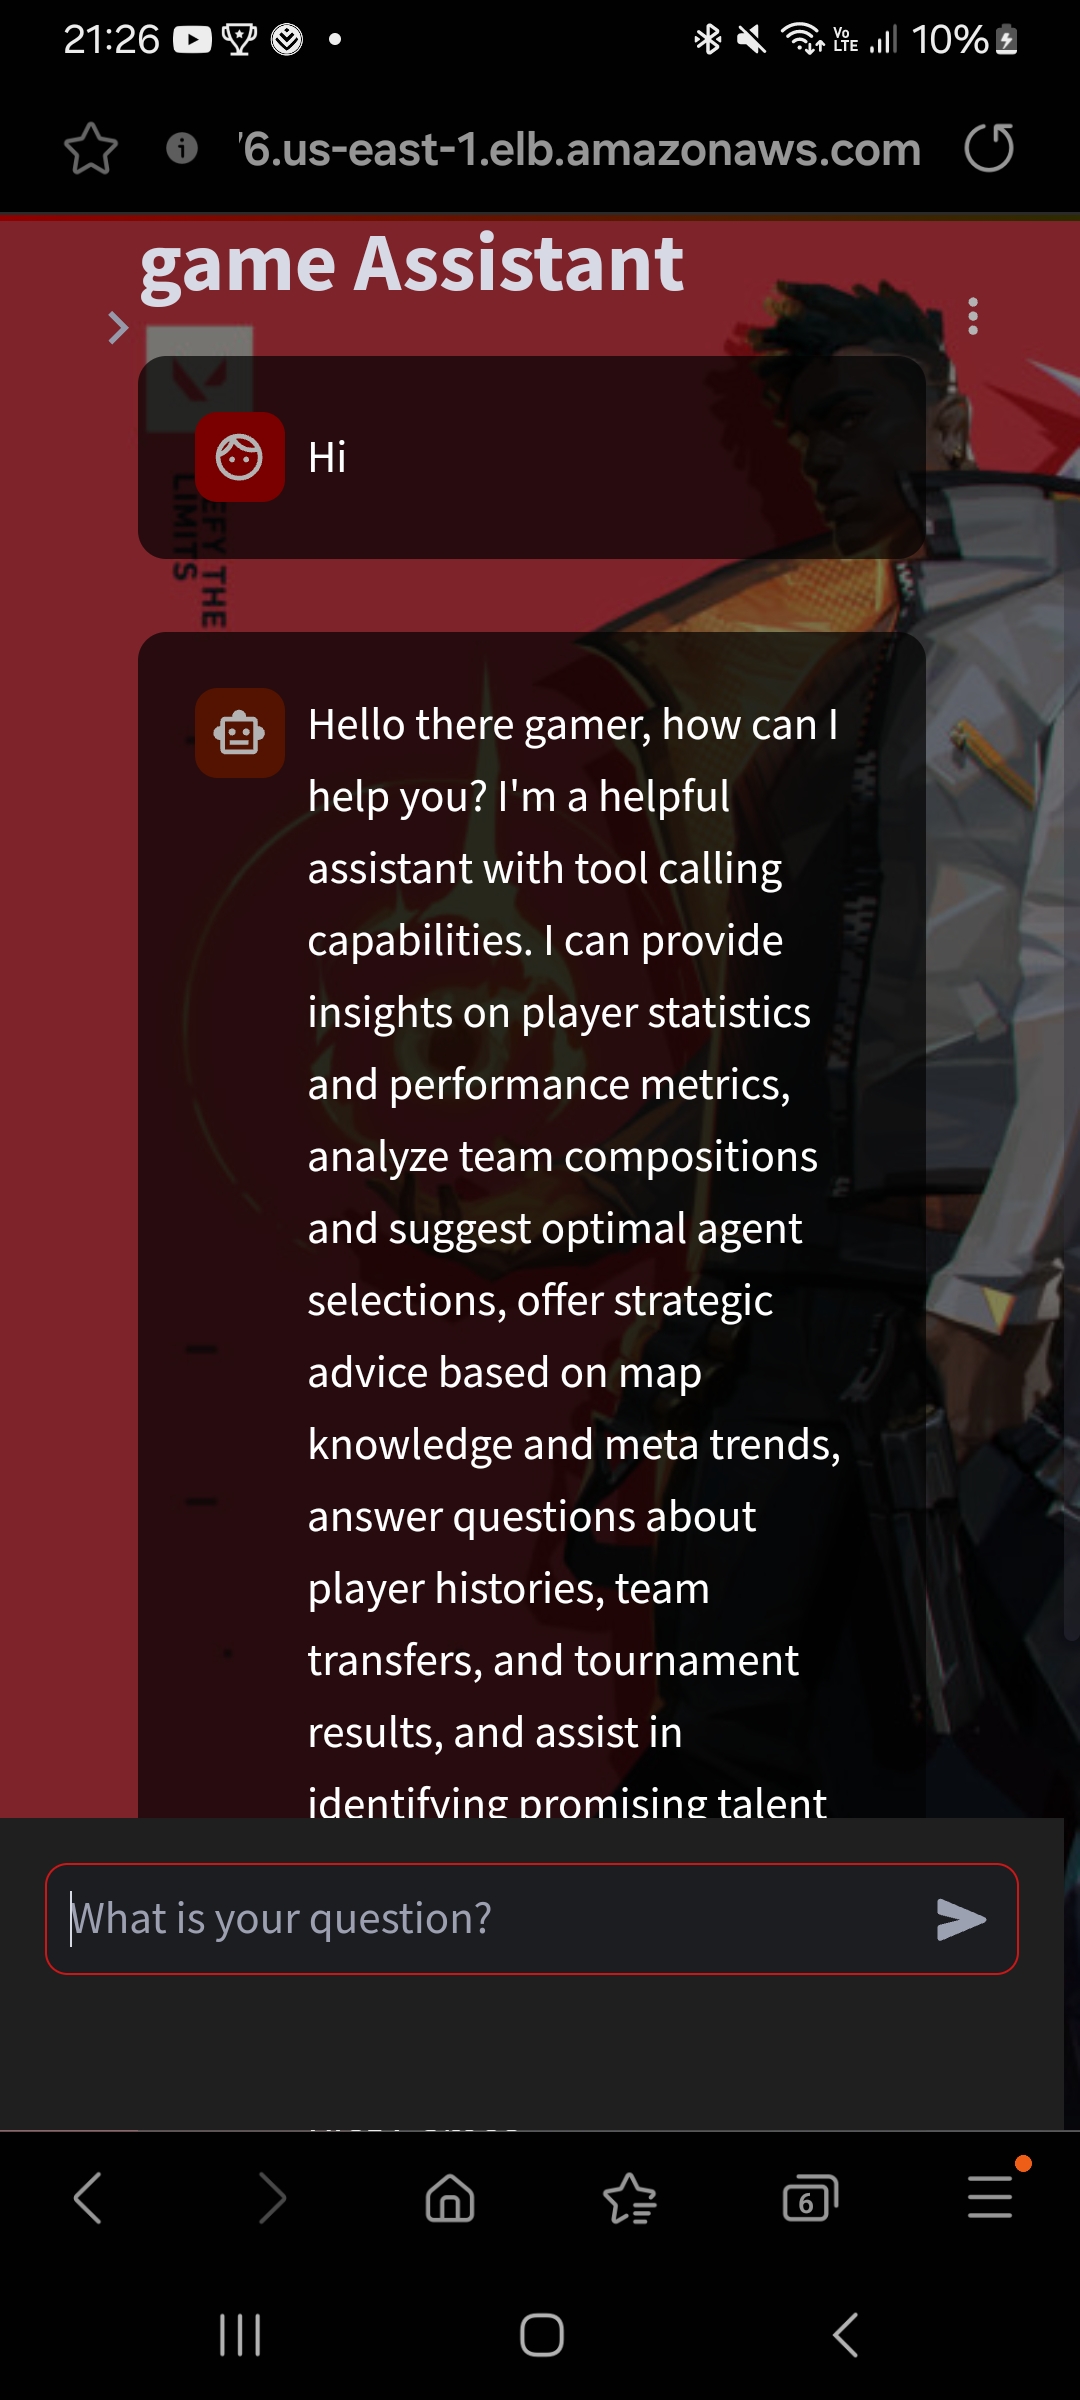 21:26
Vo
LTE
10%
6.us-east-1.elb.amazonaws.com
game Assistant
Hi
EFY THE
LIMITS
Hello there gamer, how can I
help you? I'm a helpful
assistant with tool calling
capabilities. I can provide
insights on player statistics
and performance metrics,
analyze team compositions
and suggest optimal agent
selections, offer strategic
advice based on map
knowledge and meta trends,
answer questions about
player histories, team
transfers, and tournament
results, and assist in
identifying promising talent
What is your question?
6